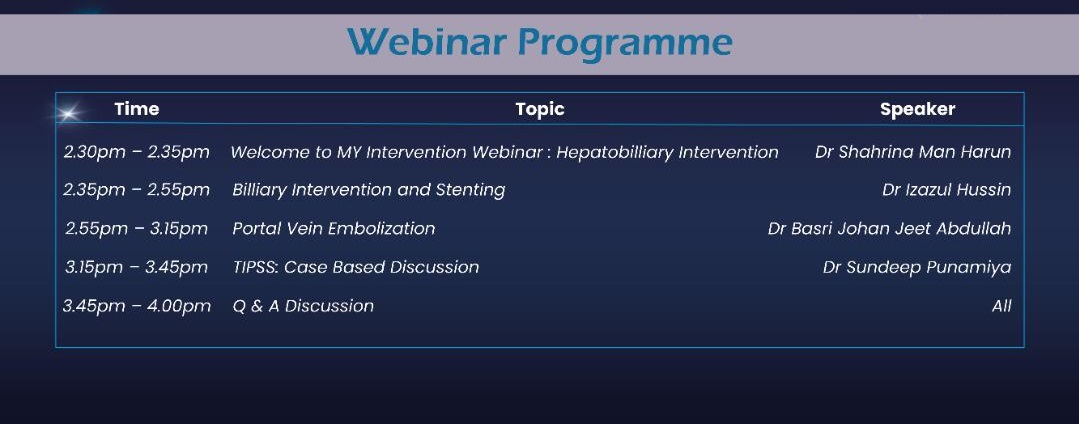 Webinar Programme
Time Topic Speaker
2.30pm – 2.35pm Welcome to MY Intervention Webinar : Hepatobilliary Intervention Dr Shahrina Man Harun
2.35pm – 2.55pm Billiary Intervention and Stenting Dr Izazul Hussin
2.55pm – 3.15pm Portal Vein Embolization Dr Basri Johan Jeet Abdullah
3.15pm – 3.45pm TIPSS: Case Based Discussion Dr Sundeep Punamiya
3.45pm – 4.00pm Q & A Discussion All